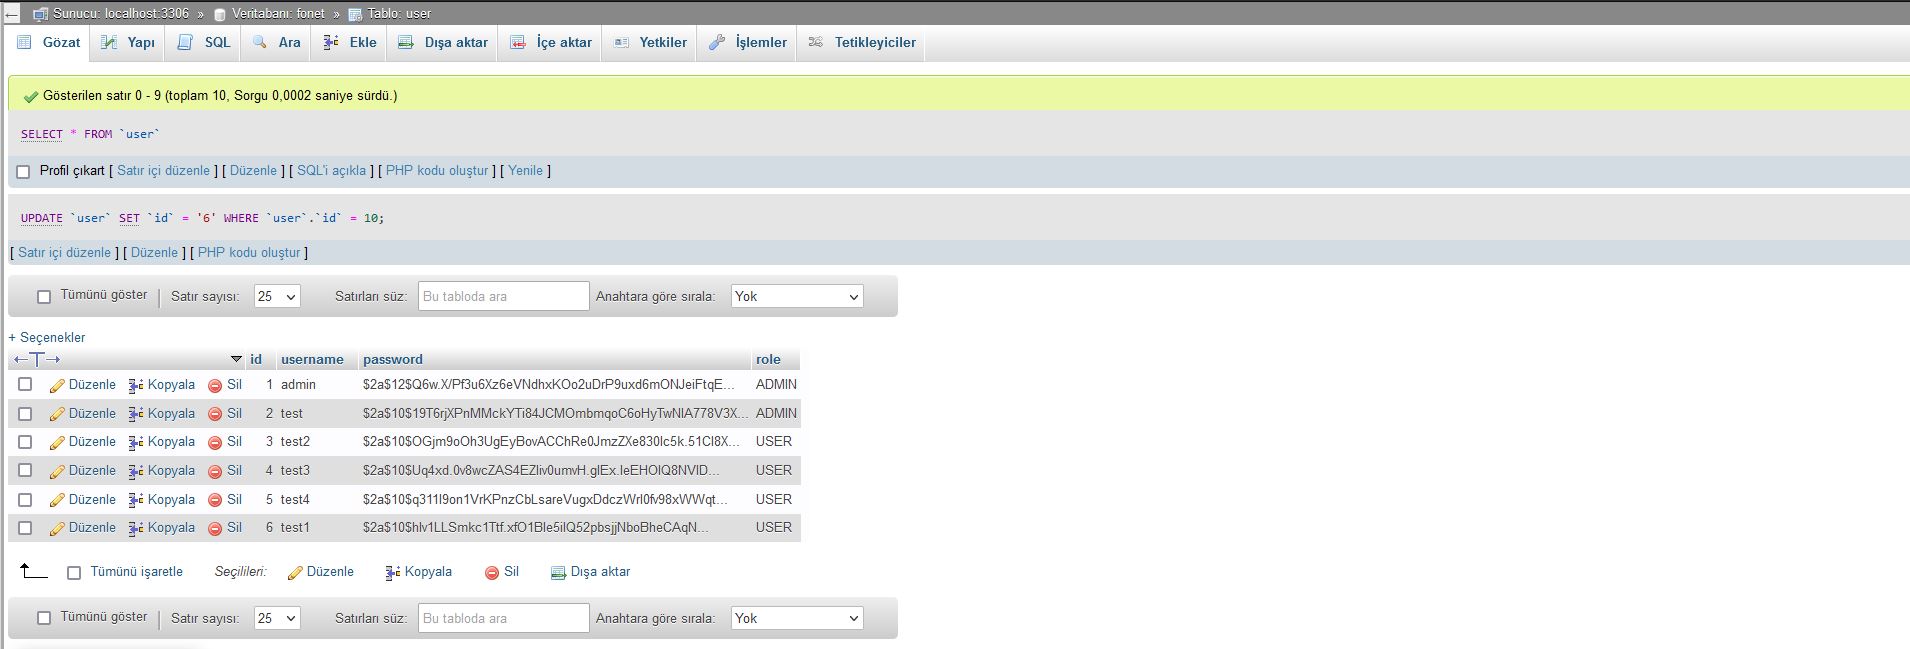 Sunucu: localhost:3306 » Veritabanı: fonet » Tablo: user
Gözat Yapı SQL Ara Ekle Dışa aktar İçe aktar Yetkiler İşlemler Tetikleyiciler
Gösterilen satır 0 - 9 (toplam 10, Sorgu 0,0002 saniye sürdü.)
SELECT * FROM `user`
Profil çıkart [ Satır içi düzenle ] [ Düzenle ] [ SQL'i açıkla ] [ PHP kodu oluştur ] [ Yenile ]
UPDATE `user` SET `id` = '6' WHERE `user`.`id` = 10;
[ Satır içi düzenle ] [ Düzenle ] [ PHP kodu oluştur ]
Tümünü göster Satır sayısı: 25 Satırları süz: Bu tabloda ara Anahtara göre sırala: Yok
+ Seçenekler
←T→ id username password role
Düzenle Kopyala Sil 1 admin $2a$12$Q6w.X/Pf3u6Xz6eVNdhxKOo2uDrP9uxd6mONJeiFtqE... ADMIN
Düzenle Kopyala Sil 2 test $2a$10$19T6rjXPnMMckYTi84JCMOmbmqoC6oHyTwNIA778V3X... ADMIN
Düzenle Kopyala Sil 3 test2 $2a$10$OGjm9oOh3UgEyBovACChRe0JmzZXe830lc5k.51CI8X... USER
Düzenle Kopyala Sil 4 test3 $2a$10$Uq4xd.0v8wcZAS4EZliv0umvH.glEx.IeEHOIQ8NVID... USER
Düzenle Kopyala Sil 5 test4 $2a$10$q311I9on1VrKPnzCbLsareVugxDdczWrl0fv98xWWqt... USER
Düzenle Kopyala Sil 6 test1 $2a$10$hlv1LLSmkc1Ttf.xfO1BIe5iIQ52pbsjjNboBheCAqN... USER
Tümünü işaretle Seçilileri: Düzenle Kopyala Sil Dışa aktar
Tümünü göster Satır sayısı: 25 Satırları süz: Bu tabloda ara Anahtara göre sırala: Yok